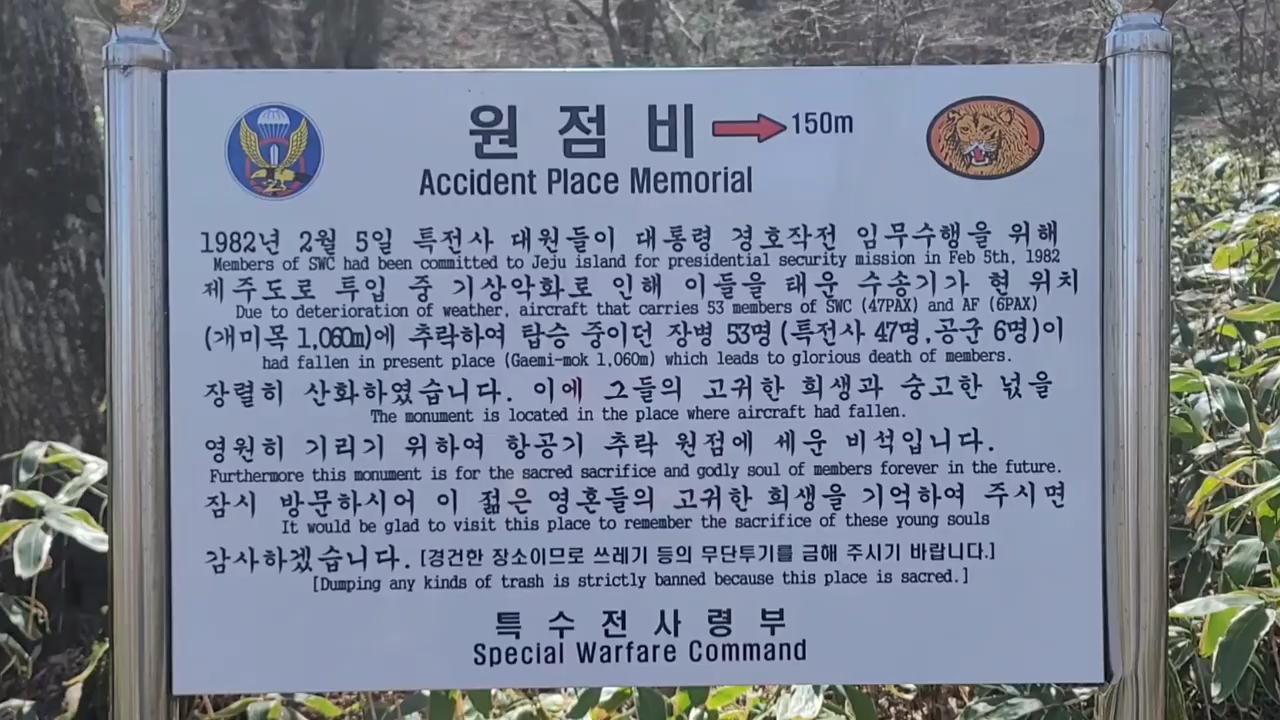 원 점 비 150m
Accident Place Memorial
1982년 2월 5일 특전사 대원들이 대통령 경호작전 임무수행을 위해
Members of SWC had been committed to Jeju island for presidential security mission in Feb 5th, 1982
제주도로 투입 중 기상악화로 인해 이들을 태운 수송기가 현 위치
Due to deterioration of weather, aircraft that carries 53 members of SWC (47PAX) and AF (6PAX)
(개미목 1,060m)에 추락하여 탑승 중이던 장병 53명 (특전사 47명,공군 6명)이
had fallen in present place (Gaemi-mok 1,060m) which leads to glorious death of members.
장렬히 산화하였습니다. 이에 그들의 고귀한 희생과 숭고한 넋을
The monument is located in the place where aircraft had fallen.
영원히 기리기 위하여 항공기 추락 원점에 세운 비석입니다.
Furthermore this monument is for the sacred sacrifice and godly soul of members forever in the future.
잠시 방문하시어 이 젊은 영혼들의 고귀한 희생을 기억하여 주시면
It would be glad to visit this place to remember the sacrifice of these young souls
감사하겠습니다. [경건한 장소이므로 쓰레기 등의 무단투기를 금해 주시기 바랍니다.]
[Dumping any kinds of trash is strictly banned because this place is sacred.]
특 수 전 사 령 부
Special Warfare Command